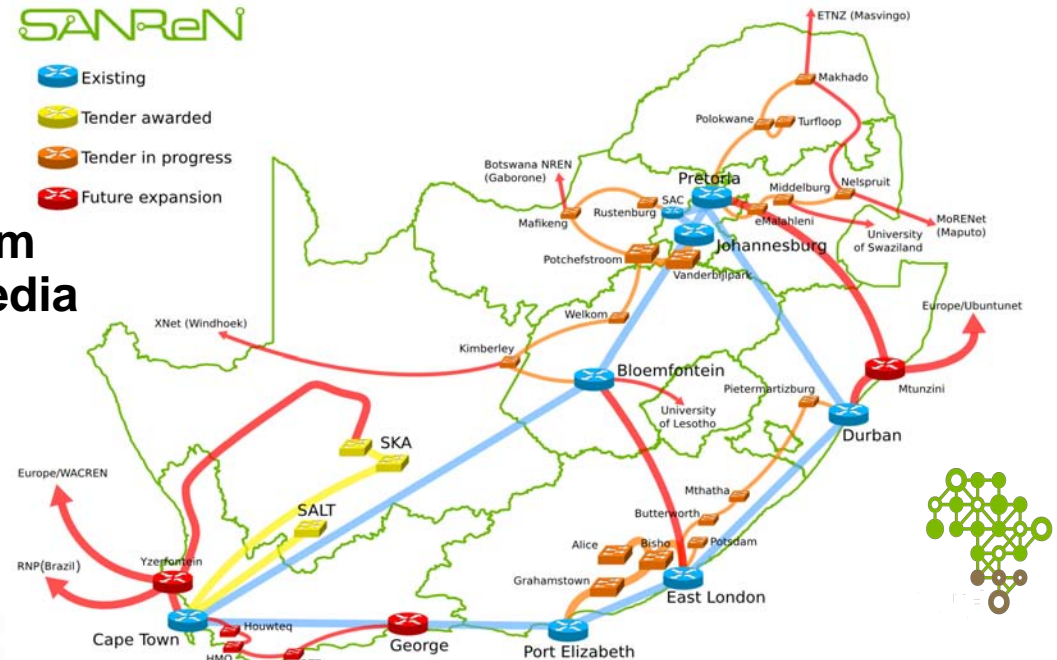 SANReN
Existing
Tender awarded
Tender in progress
Future expansion
ETNZ (Masvingo)
Makhado
Polokwane
Turfloop
Botswana NREN
(Gaborone)
Pretoria
Middelburg
Nelspruit
SAC
Rustenburg
Mafikeng
eMalahleni
MoRENet
(Maputo)
University
of Swaziland
Johannesburg
Potchefstroom
Vanderbijlpark
Europe/Ubuntunet
Welkom
XNet (Windhoek)
Kimberley
Bloemfontein
Mtunzini
Pietermartizburg
University
of Lesotho
Durban
SKA
Europe/WACREN
Mthatha
SALT
Butterworth
Alice
Bisho
Potsdam
Yzerfontein
RNP(Brazil)
Grahamstown
East London
Houwteq
Cape Town
George
Port Elizabeth
HMO